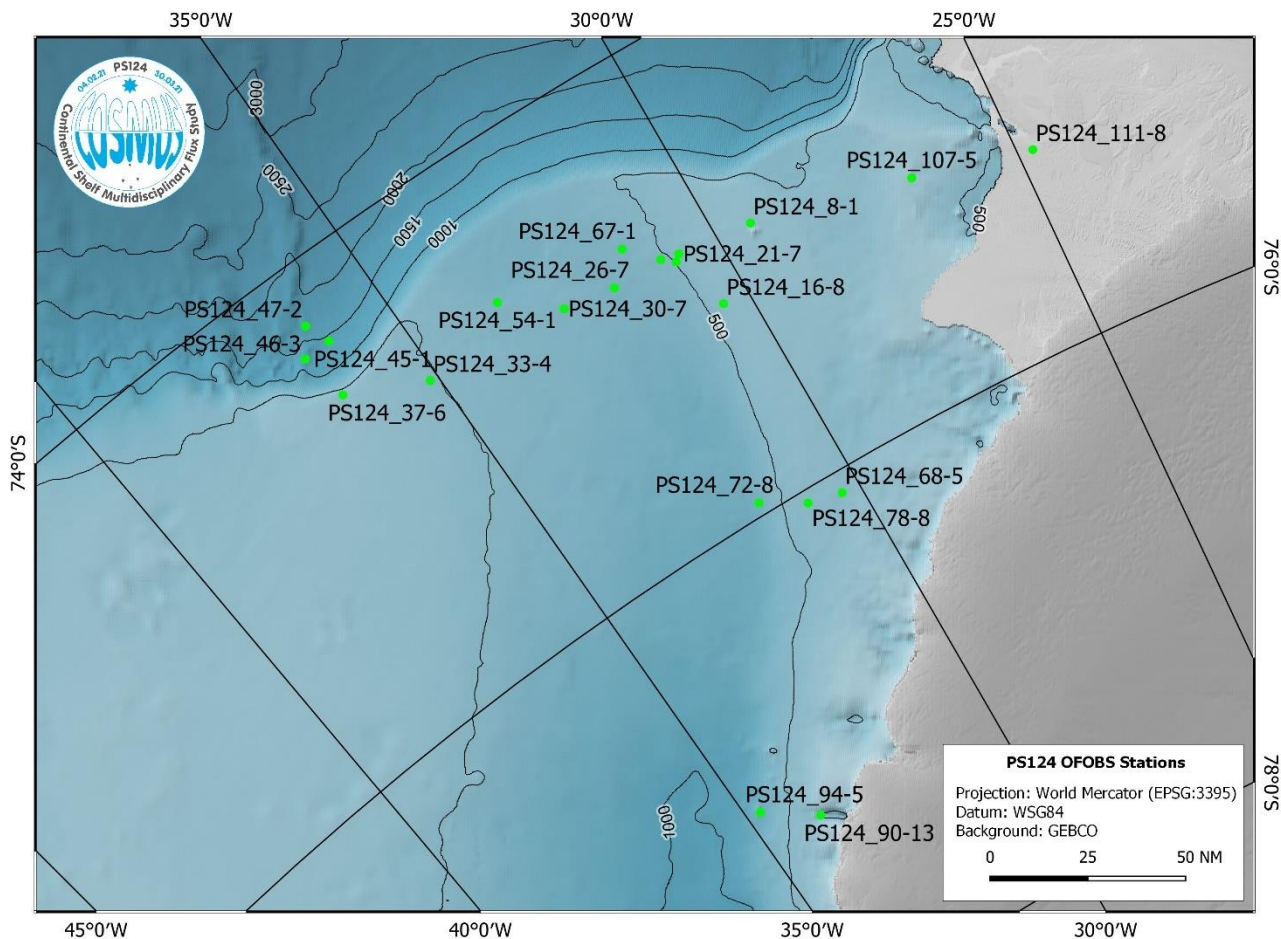 35°0'W
30°0'W
25°0'W
PS124
04.02.21
30.03.21
COSMUS
Continental Shelf Multidisciplinary Flux Study
3000
2500
2000
1500
1000
500
PS124_111-8
PS124_107-5
PS124_8-1
PS124_67-1
PS124_21-7
PS124_26-7
PS124_16-8
PS124_30-7
PS124_54-1
500
76°0'S
PS124_47-2
PS124_46-3
PS124_45-1
PS124_33-4
PS124_37-6
74°0'S
PS124_72-8
PS124_68-5
PS124_78-8
78°0'S
PS124_94-5
PS124_90-13
1000
PS124 OFOBS Stations
Projection: World Mercator (EPSG:3395)
Datum: WSG84
Background: GEBCO
0 25 50 NM
45°0'W
40°0'W
35°0'W
30°0'W